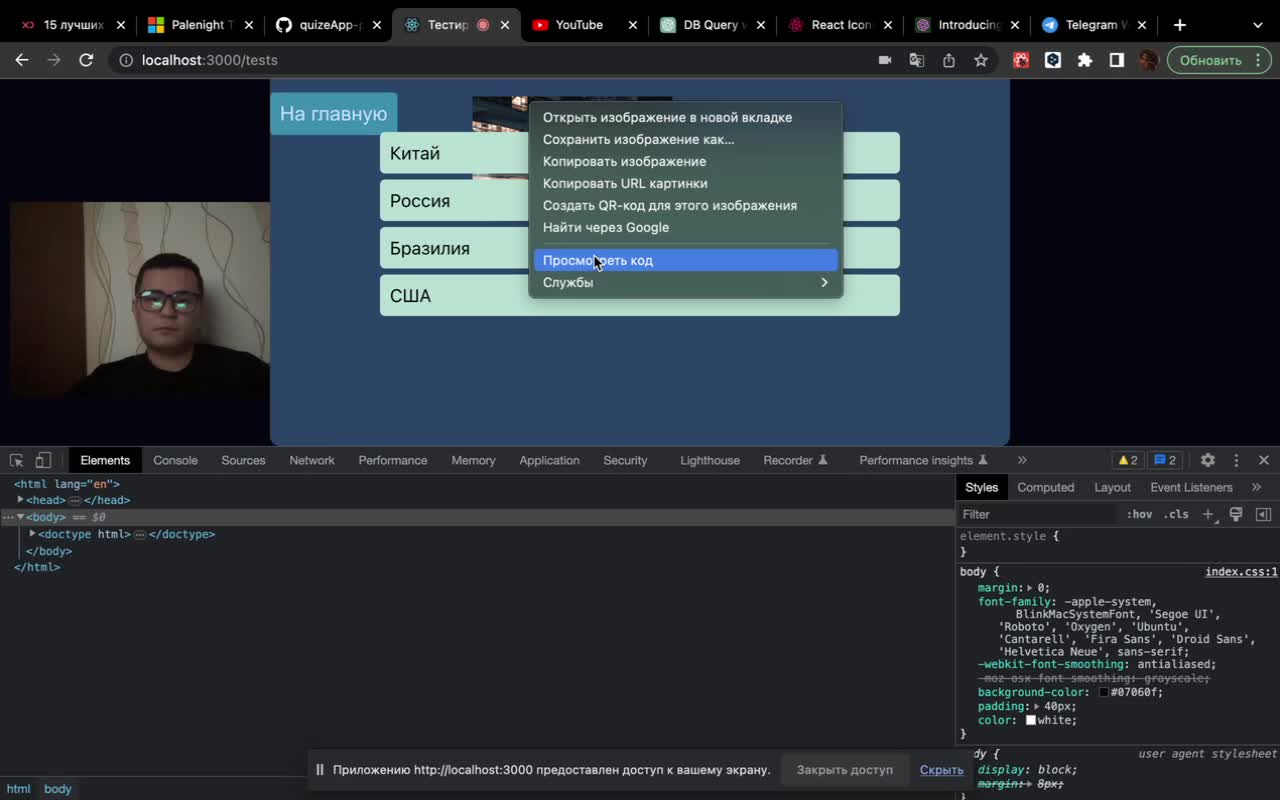 15 лучших
Palenight T
quizeApp-
Тестир
YouTube
DB Query
React Icon
Introducing
Telegram W
localhost:3000/tests
Обновить
На главную
Китай
Россия
Бразилия
США
Открыть изображение в новой вкладке
Сохранить изображение как...
Копировать изображение
Копировать URL картинки
Создать QR-код для этого изображения
Найти через Google
Просмотреть код
Службы
Elements
Console
Sources
Network
Performance
Memory
Application
Security
Lighthouse
Recorder
Performance insights
2
2
<html lang="en">
<head> </head>
<body> == $0
<doctype html> </doctype>
</body>
</html>
Styles
Computed
Layout
Event Listeners
Filter
:hov
.cls
element.style {
}
body {
index.css:1
margin: 0;
font-family: -apple-system,
BlinkMacSystemFont, 'Segoe UI',
'Roboto', 'Oxygen', 'Ubuntu',
'Cantarell', 'Fira Sans', 'Droid Sans',
'Helvetica Neue', sans-serif;
-webkit-font-smoothing: antialiased;
-moz-osx-font-smoothing: grayscale;
background-color: #07060f;
padding: 40px;
color: white;
}
dy {
user agent stylesheet
display: block;
margin: 8px;
Приложению http://localhost:3000 предоставлен доступ к вашему экрану.
Закрыть доступ
Скрыть
html
body